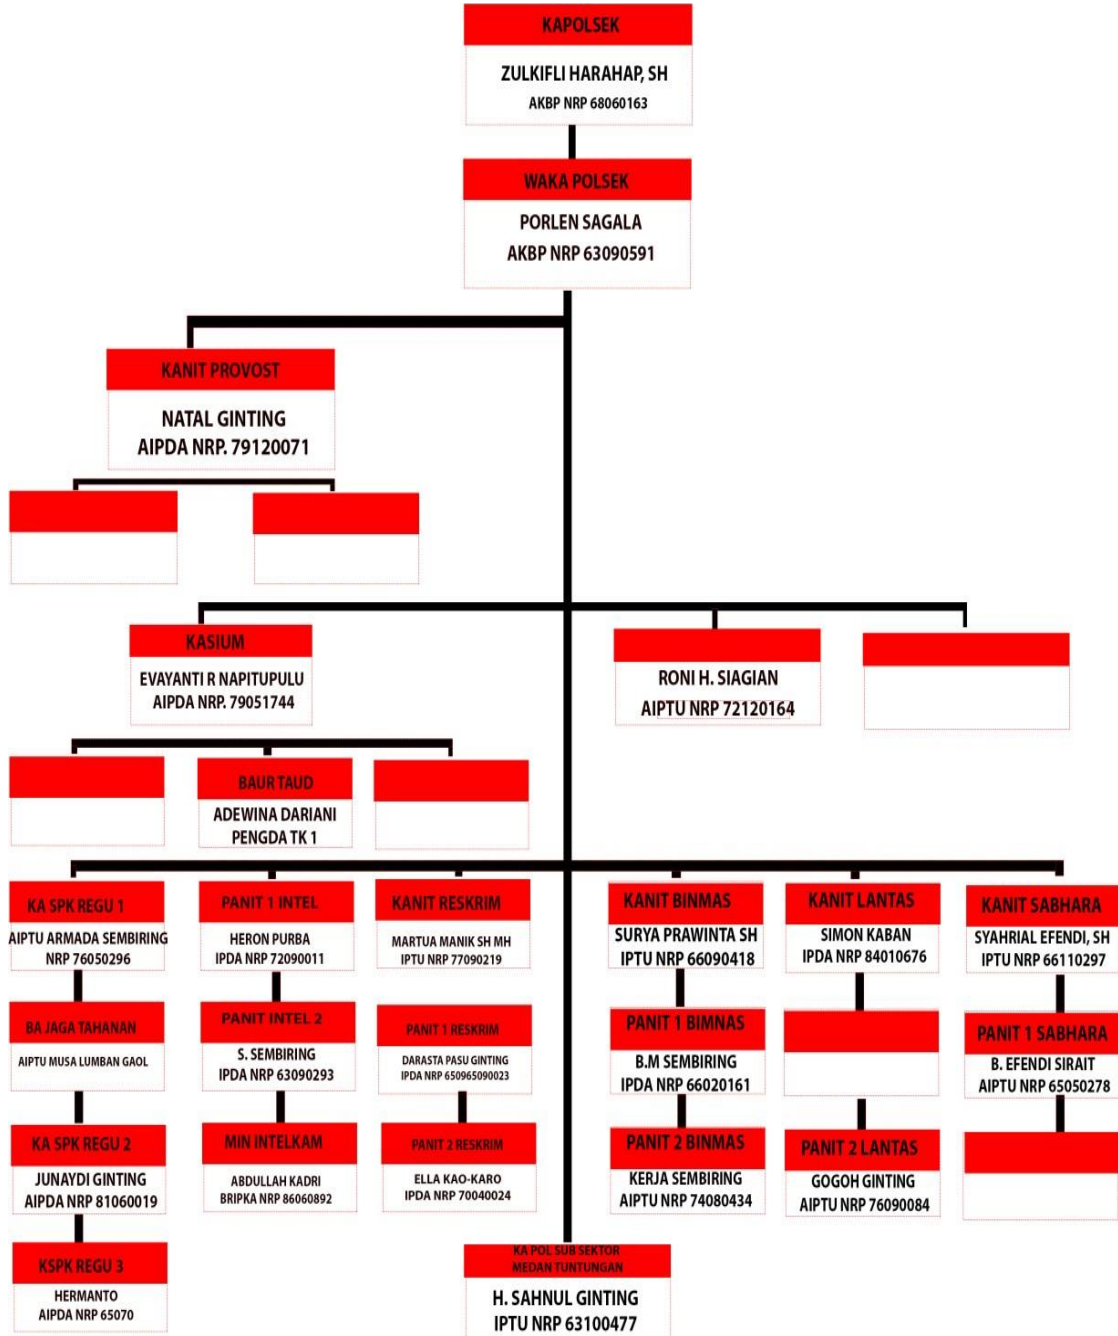 KAPOLSEK
ZULKIFLI HARAHAP, SH
AKBP NRP 68060163
WAKA POLSEK
PORLEN SAGALA
AKBP NRP 63090591
KANIT PROVOST
NATAL GINTING
AIPDA NRP. 79120071
KASIUM
EVAYANTI R NAPITUPULU
AIPDA NRP. 79051744
RONI H. SIAGIAN
AIPTU NRP 72120164
BAUR TAUD
ADEWINA DARIANI
PENGDA TK 1
KA SPK REGU 1
AIPTU ARMADA SEMBIRING
NRP 76050296
BA JAGA TAHANAN
AIPTU MUSA LUMBAN GAOL
KA SPK REGU 2
JUNAYDI GINTING
AIPDA NRP 81060019
KSPK REGU 3
HERMANTO
AIPDA NRP 65070
PANIT 1 INTEL
HERON PURBA
IPDA NRP 72090011
PANIT INTEL 2
S. SEMBIRING
IPDA NRP 63090293
MIN INTELKAM
ABDULLAH KADRI
BRIPKA NRP 86060892
KANIT RESKRIM
MARTUA MANIK SH MH
IPTU NRP 77090219
PANIT 1 RESKRIM
DARASTA PASU GINTING
IPDA NRP 650965090023
PANIT 2 RESKRIM
ELLA KAO-KARO
IPDA NRP 70040024
KANIT BINMAS
SURYA PRAWINTA SH
IPTU NRP 66090418
PANIT 1 BIMNAS
B.M SEMBIRING
IPDA NRP 66020161
PANIT 2 BINMAS
KERJA SEMBIRING
AIPTU NRP 74080434
KANIT LANTAS
SIMON KABAN
IPDA NRP 84010676
PANIT 2 LANTAS
GOGOH GINTING
AIPTU NRP 76090084
KANIT SABHARA
SYAHRIAL EFENDI, SH
IPTU NRP 66110297
PANIT 1 SABHARA
B. EFENDI SIRAIT
AIPTU NRP 65050278
KA POL SUB SEKTOR
MEDAN TUNTUNGAN
H. SAHNUL GINTING
IPTU NRP 63100477